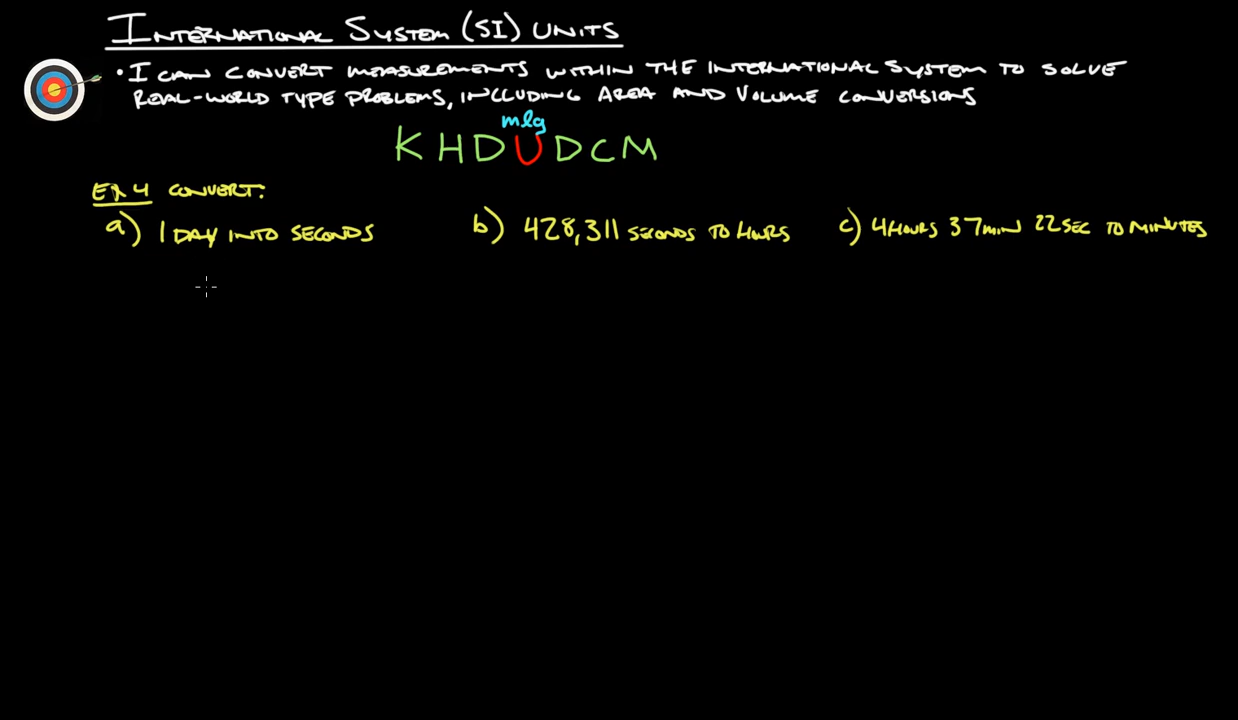 INTERNATIONAL SYSTEM (SI) UNITS
• I CAN CONVERT MEASUREMENTS WITHIN THE INTERNATIONAL SYSTEM TO SOLVE
REAL-WORLD TYPE PROBLEMS, INCLUDING AREA AND VOLUME CONVERSIONS
mlg
K H D U D C M
EX 4 CONVERT:
a) 1 DAY INTO SECONDS b) 428,311 SECONDS TO HOURS c) 4 HOURS 37 MIN 22 SEC TO MINUTES